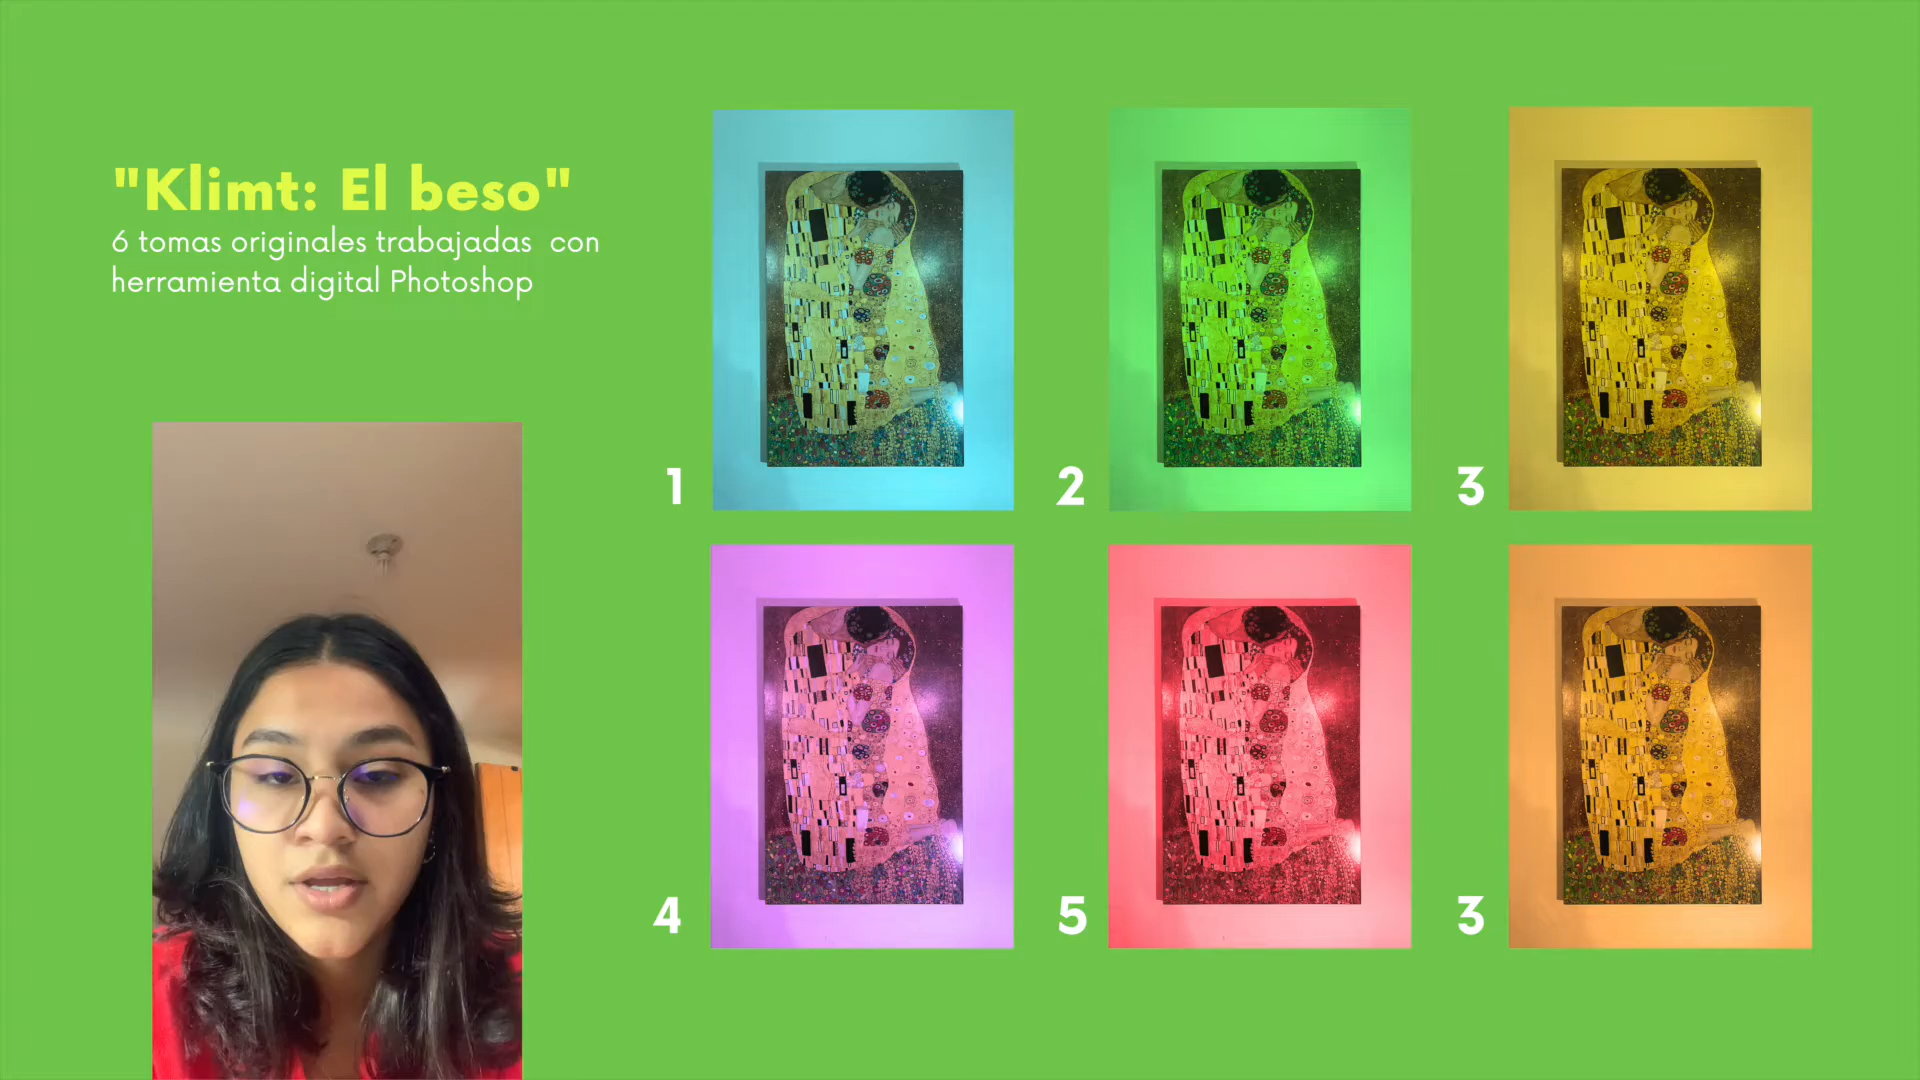 "Klimt: El beso"
6 tomas originales trabajadas con
herramienta digital Photoshop
1
2
3
4
5
3